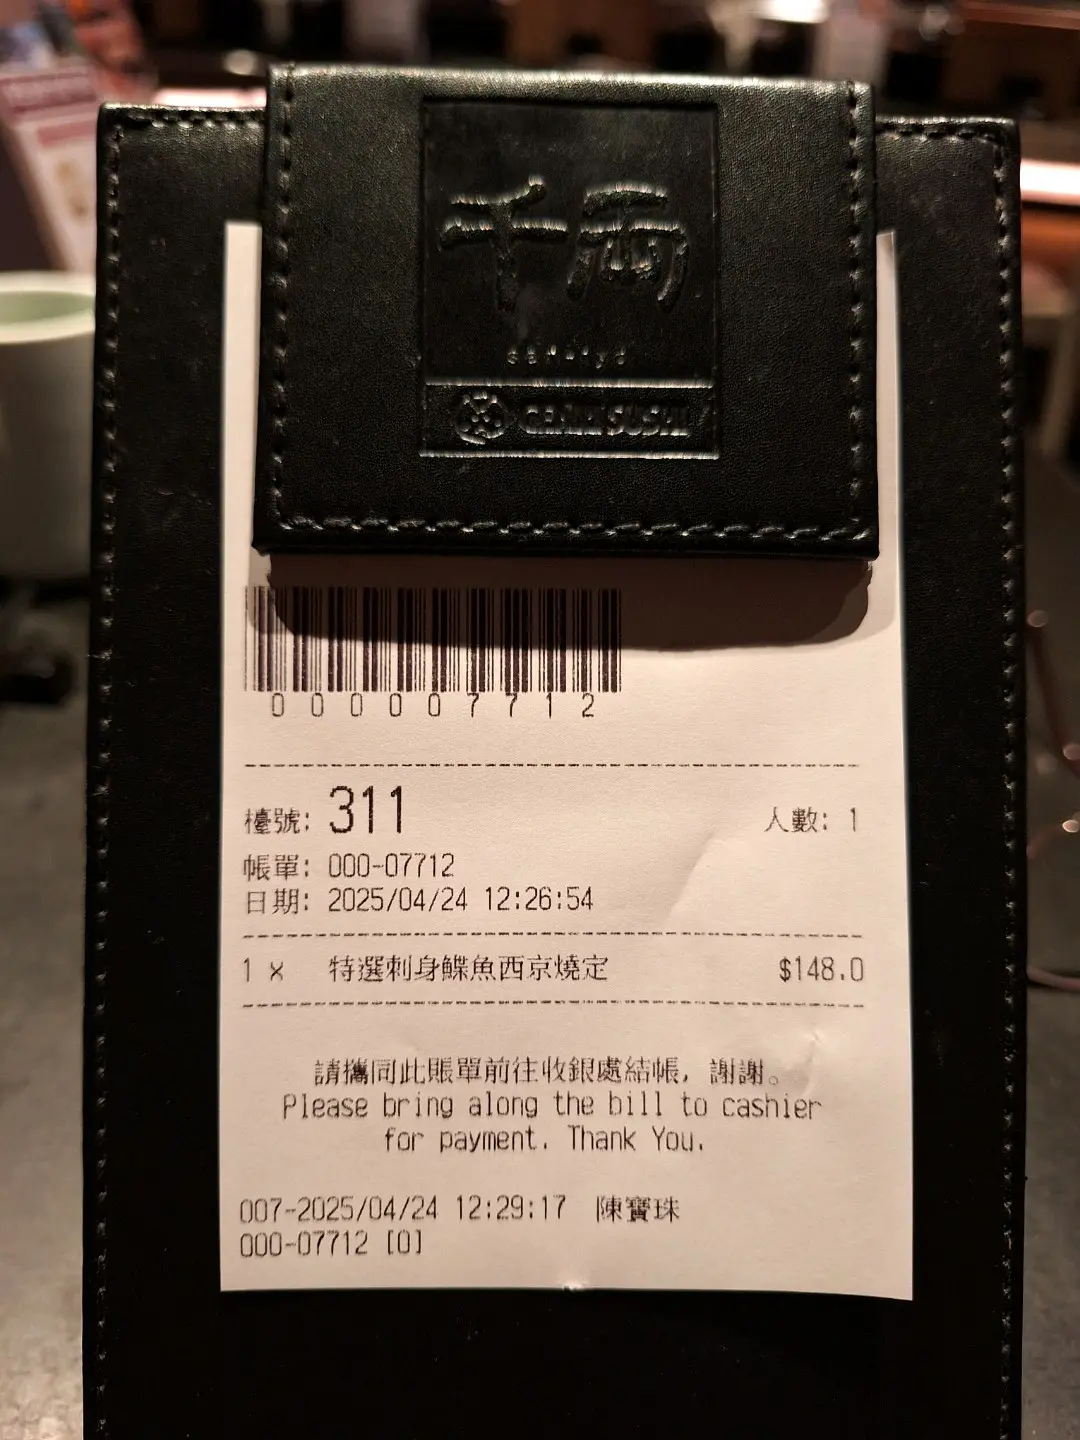 千両
sen-ryo
GENKI SUSHI
000007712
檯號: 311 人數: 1
帳單: 000-07712
日期: 2025/04/24 12:26:54
1 x 特選刺身鰈魚西京燒定 $148.0
請攜同此賬單前往收銀處結帳, 謝謝。
Please bring along the bill to cashier
for payment. Thank You.
007-2025/04/24 12:29:17 陳寶珠
000-07712 [0]